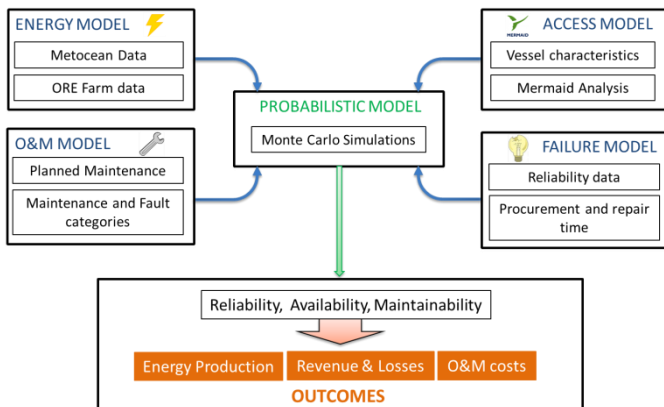 ENERGY MODEL
Metocean Data
ORE Farm data
MERMAID
ACCESS MODEL
Vessel characteristics
Mermaid Analysis
PROBABILISTIC MODEL
Monte Carlo Simulations
O&M MODEL
Planned Maintenance
Maintenance and Fault
categories
FAILURE MODEL
Reliability data
Procurement and repair
time
Reliability, Availability, Maintainability
Energy Production
Revenue & Losses
O&M costs
OUTCOMES